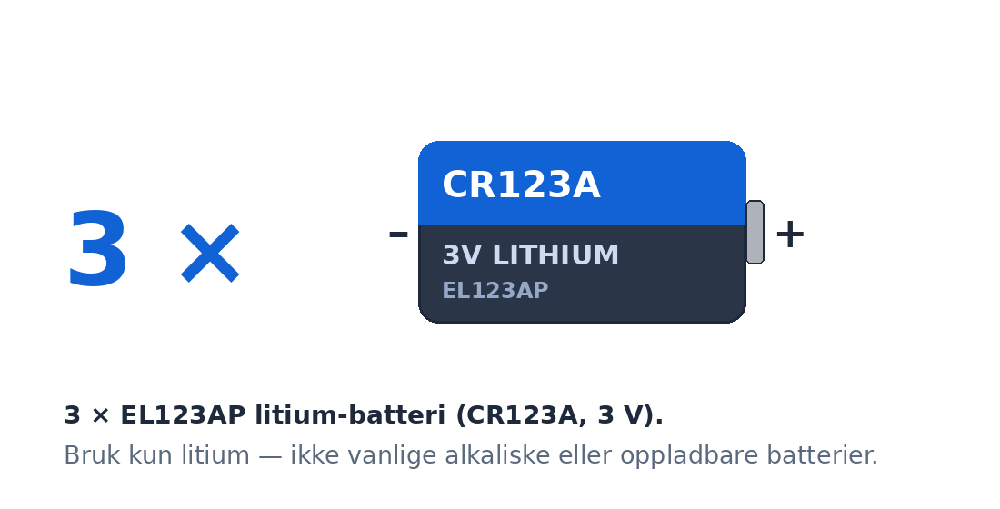 3 ×
CR123A
– +
3V LITHIUM
EL123AP
3 × EL123AP litium-batteri (CR123A, 3 V).
Bruk kun litium — ikke vanlige alkaliske eller oppladbare batterier.